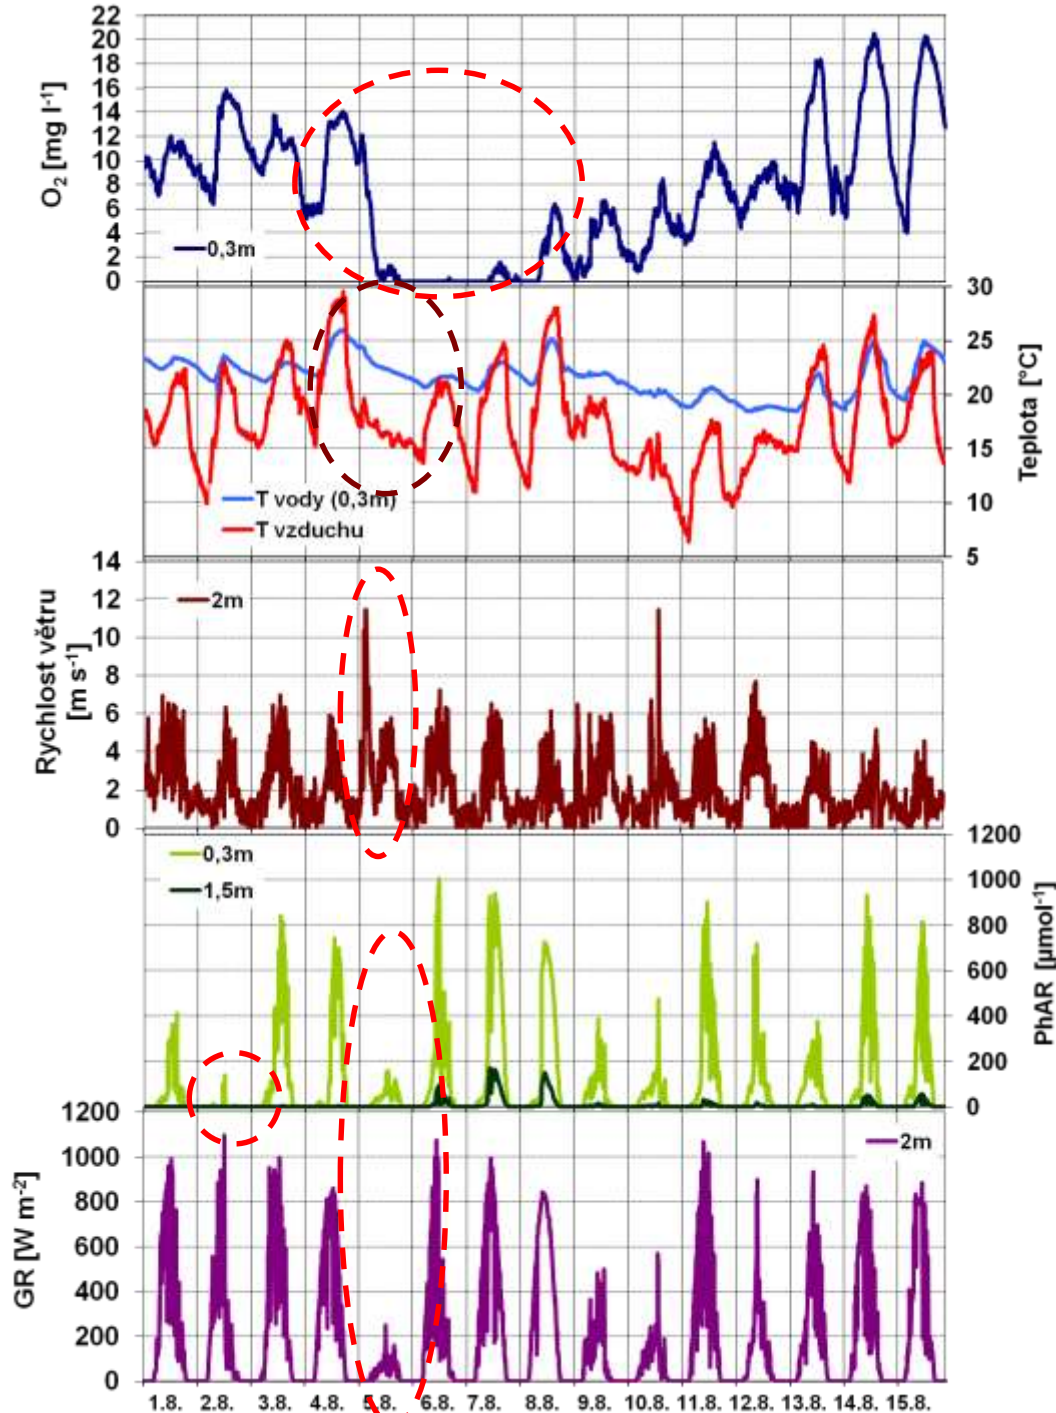 22
20
18
16
14
12
10
8
6
4
2
0
O₂ [mg l⁻¹]
0,3m
30
25
20
15
10
5
Teplota [°C]
T vody (0,3m)
T vzduchu
14
12
10
8
6
4
2
0
Rychlost větru
[m s⁻¹]
2m
0,3m
1,5m
1200
1000
800
600
400
200
0
PhAR [µmol⁻¹]
1200
1000
800
600
400
200
0
GR [W m⁻²]
2m
1.8. 2.8. 3.8. 4.8. 5.8. 6.8. 7.8. 8.8. 9.8. 10.8. 11.8. 12.8. 13.8. 14.8. 15.8.